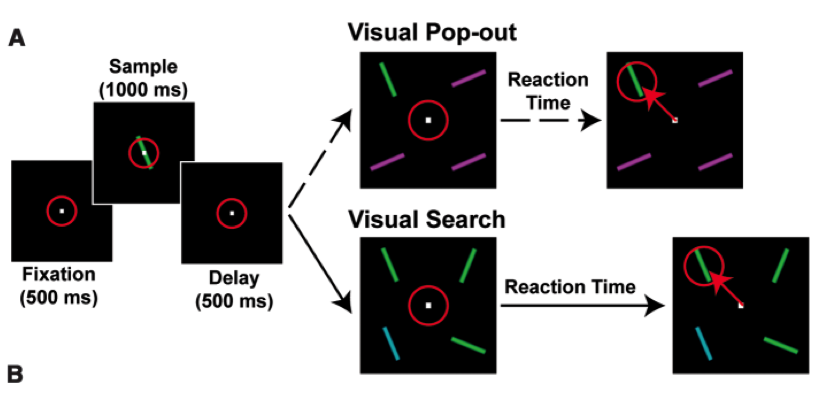 A
Visual Pop-out
Sample
(1000 ms)
Reaction
Time
Fixation
(500 ms)
Delay
(500 ms)
Visual Search
Reaction Time
B